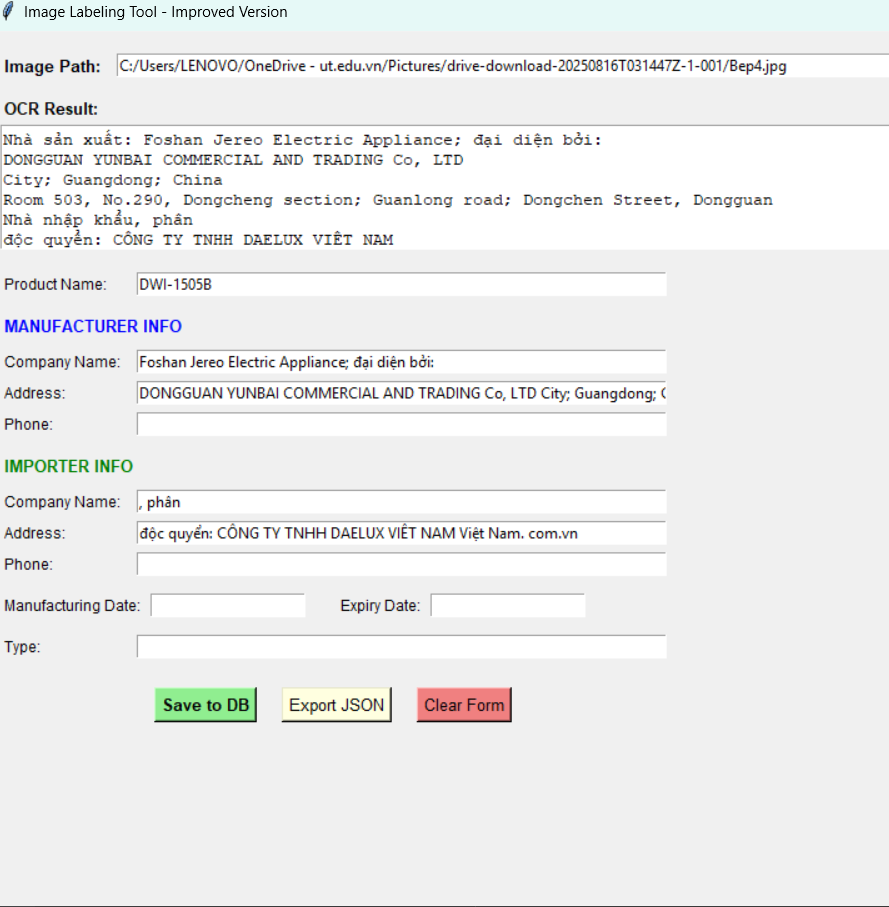 Image Labeling Tool - Improved Version
Image Path: C:/Users/LENOVO/OneDrive - ut.edu.vn/Pictures/drive-download-20250816T031447Z-1-001/Bep4.jpg
OCR Result:
Nhà sản xuất: Foshan Jereo Electric Appliance; đại diện bởi:
DONGGUAN YUNBAI COMMERCIAL AND TRADING Co, LTD
City; Guangdong; China
Room 503, No.290, Dongcheng section; Guanlong road; Dongchen Street, Dongguan
Nhà nhập khẩu, phân
độc quyển: CÔNG TY TNHH DAELUX VIÊT NAM
Product Name: DWI-1505B
MANUFACTURER INFO
Company Name: Foshan Jereo Electric Appliance; đại diện bởi:
Address: DONGGUAN YUNBAI COMMERCIAL AND TRADING Co, LTD City; Guangdong;
Phone:
IMPORTER INFO
Company Name: , phân
Address: độc quyển: CÔNG TY TNHH DAELUX VIÊT NAM Việt Nam. com.vn
Phone:
Manufacturing Date: Expiry Date:
Type:
Save to DB Export JSON Clear Form